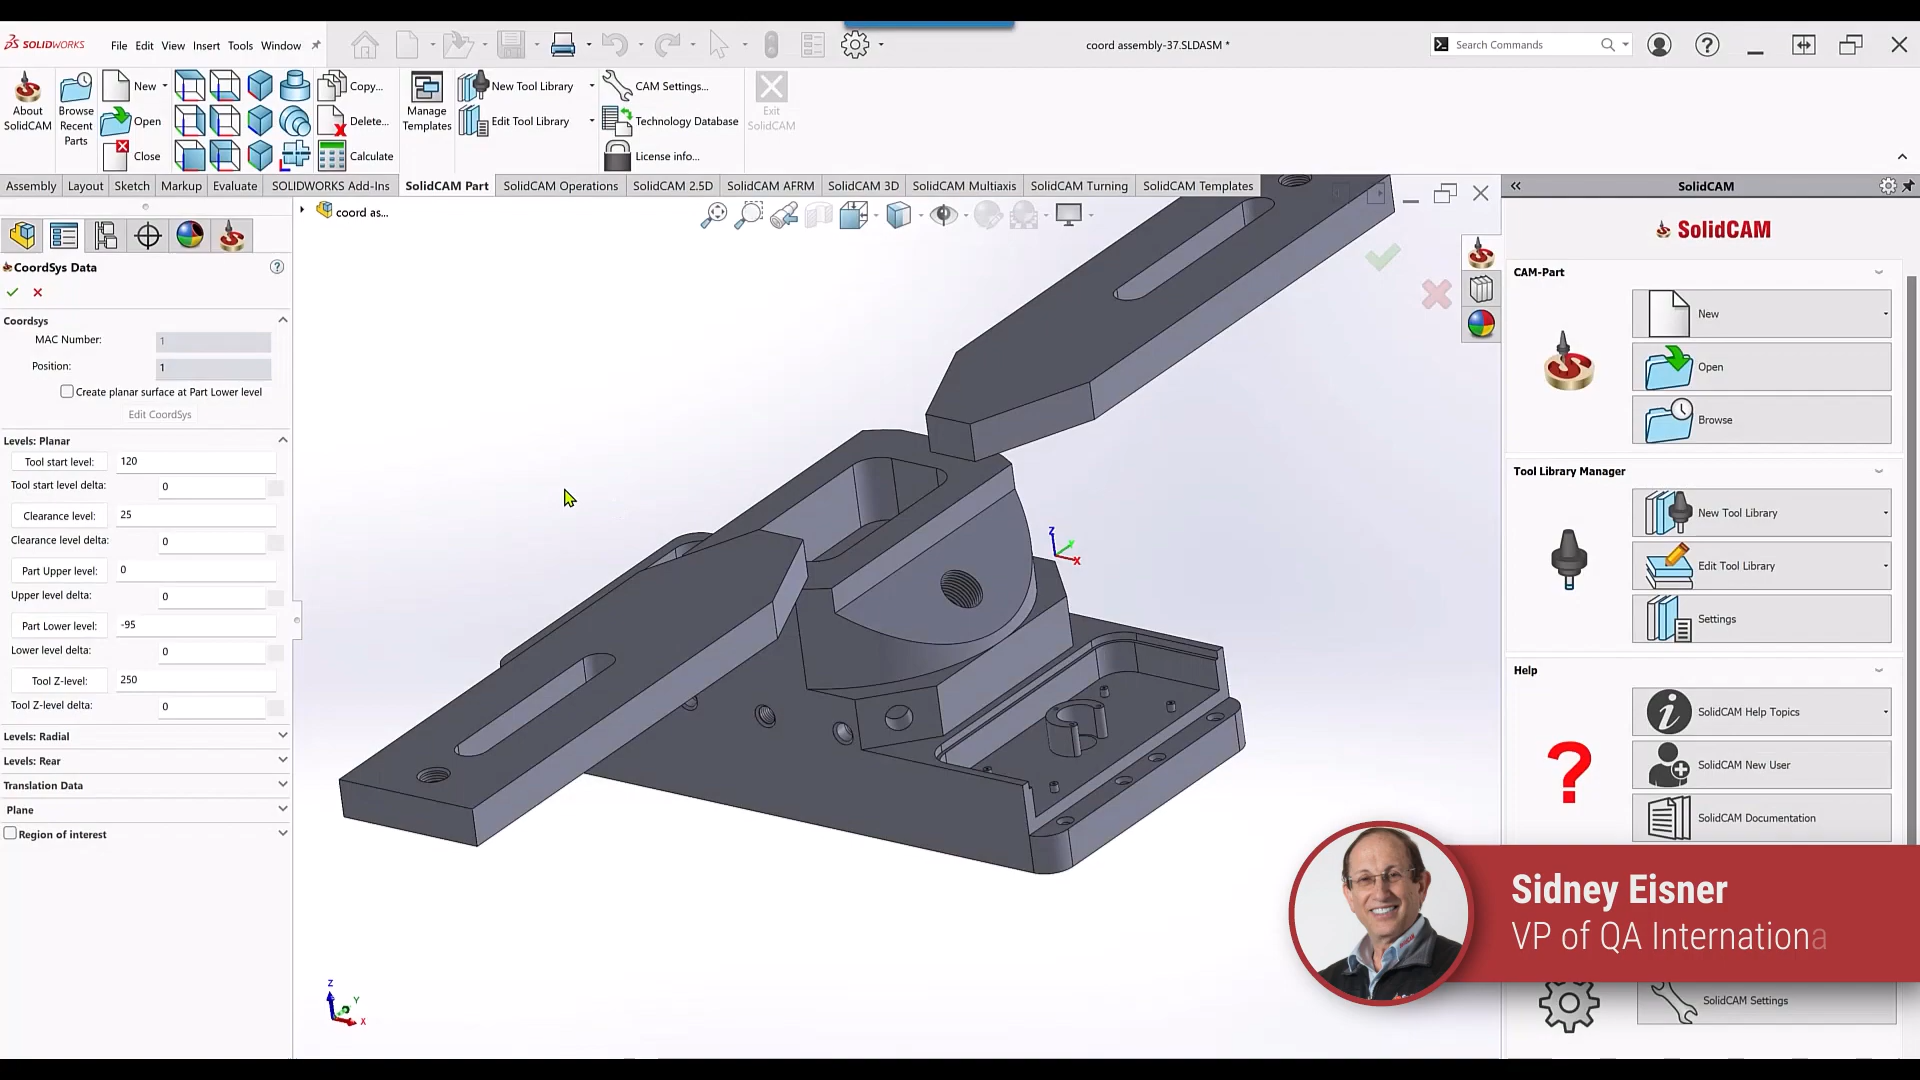 SOLIDWORKS File Edit View Insert Tools Window
coord assembly-37.SLDASM *
Search Commands
About SolidCAM
Browse Recent Parts
New
Open
Close
Copy...
Delete...
Calculate
Manage Templates
New Tool Library
Edit Tool Library
CAM Settings...
Technology Database
License info...
Exit SolidCAM
Assembly Layout Sketch Markup Evaluate SOLIDWORKS Add-Ins SolidCAM Part SolidCAM Operations SolidCAM 2.5D SolidCAM AFRM SolidCAM 3D SolidCAM Multiaxis SolidCAM Turning SolidCAM Templates
coord as...
CoordSys Data
Coordsys
MAC Number: 1
Position: 1
Create planar surface at Part Lower level
Edit CoordSys
Levels: Planar
Tool start level: 120
Tool start level delta: 0
Clearance level: 25
Clearance level delta: 0
Part Upper level: 0
Upper level delta: 0
Part Lower level: -95
Lower level delta: 0
Tool Z-level: 250
Tool Z-level delta: 0
Levels: Radial
Levels: Rear
Translation Data
Plane
Region of interest
Z
Y
X
Z
Y
X
SolidCAM
SolidCAM
CAM-Part
New
Open
Browse
Tool Library Manager
New Tool Library
Edit Tool Library
Settings
Help
SolidCAM Help Topics
SolidCAM New User
SolidCAM Documentation
Sidney Eisner
VP of QA Internationa
SolidCAM Settings